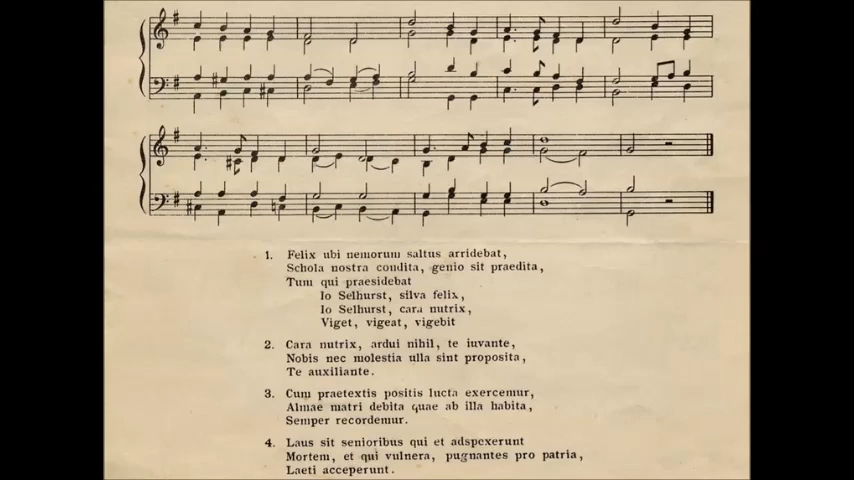 1. Felix ubi nemorum saltus arridebat,
Schola nostra condita, genio sit praedita,
Tum qui praesidebat
Io Selhurst, silva felix,
Io Selhurst, cara nutrix,
Viget, vigeat, vigebit
2. Cara nutrix, ardui nihil, te iuvante,
Nobis nec molestia ulla sint proposita,
Te auxiliante.
3. Cum praetextis positis lucta exercemur,
Almae matri debita quae ab illa habita,
Semper recordemur.
4. Laus sit senioribus qui et adspexerunt
Mortem, et qui vulnera, pugnantes pro patria,
Laeti acceperunt.